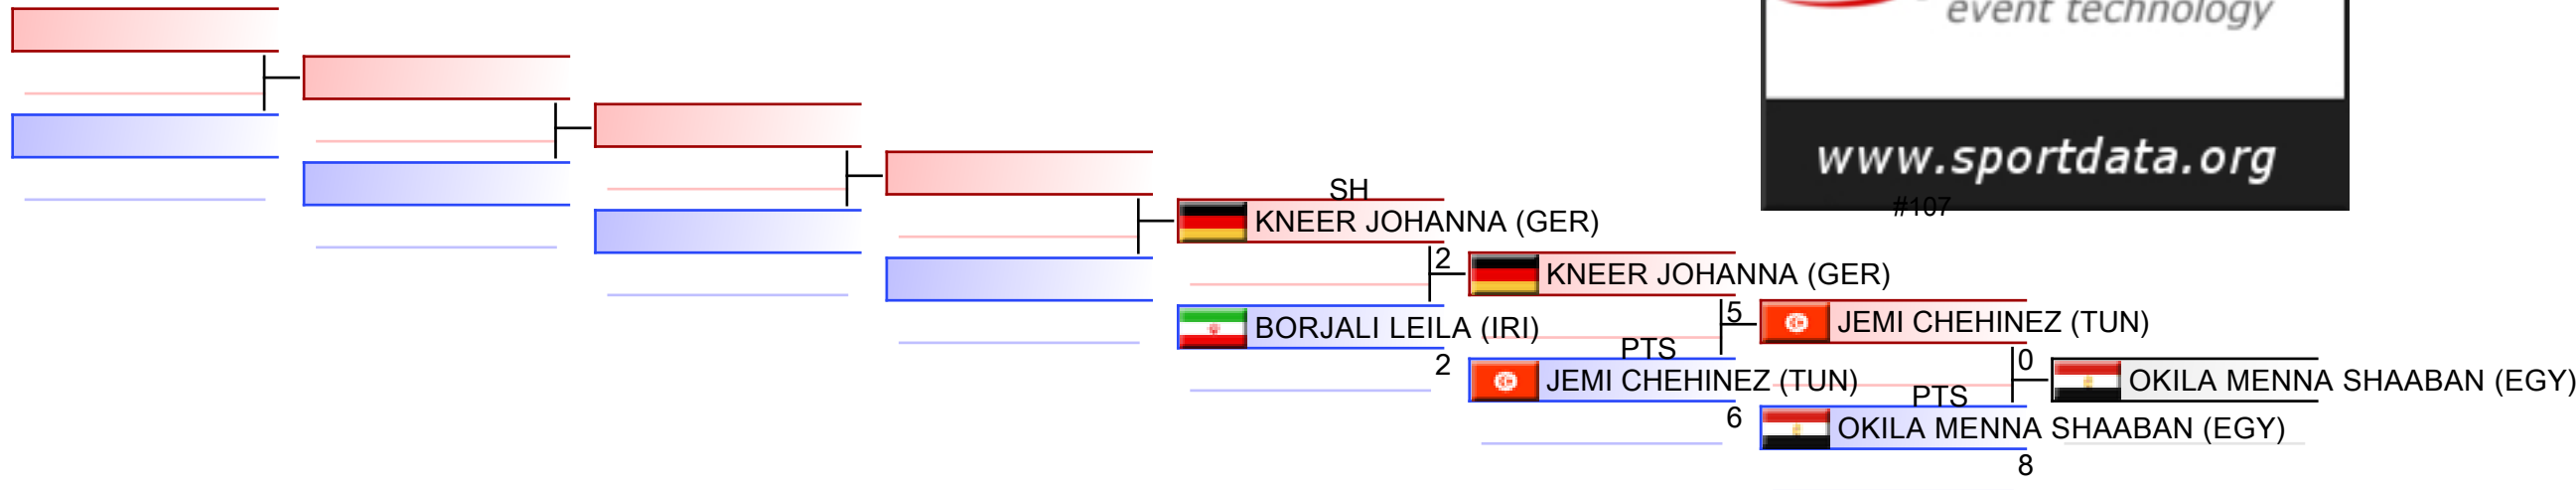 event technology
www.sportdata.org
SH
#107
KNEER JOHANNA (GER)
2
KNEER JOHANNA (GER)
5
BORJALI LEILA (IRI)
JEMI CHEHINEZ (TUN)
PTS
2
0
JEMI CHEHINEZ (TUN)
OKILA MENNA SHAABAN (EGY)
PTS
6
OKILA MENNA SHAABAN (EGY)
8